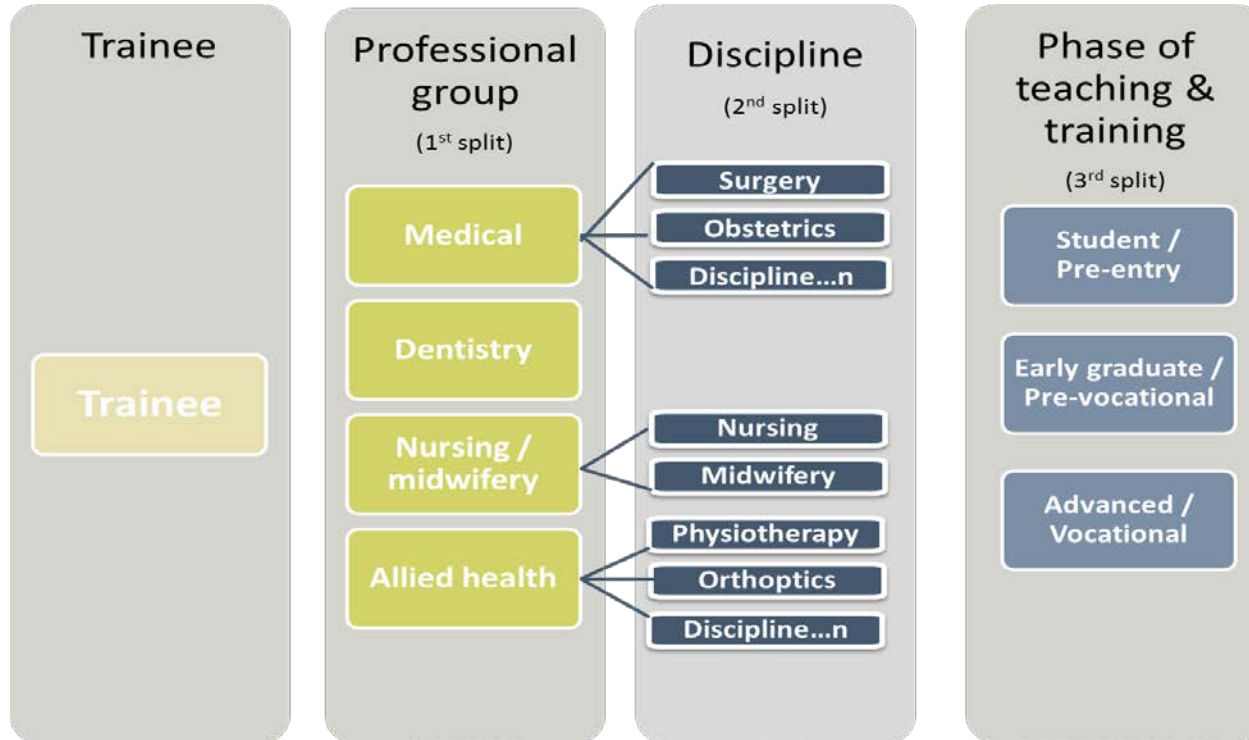 Trainee
Trainee
Professional
group
(1st split)
Medical
Dentistry
Nursing /
midwifery
Allied health
Discipline
(2nd split)
Surgery
Obstetrics
Discipline...n
Nursing
Midwifery
Physiotherapy
Orthoptics
Discipline...n
Phase of
teaching &
training
(3rd split)
Student /
Pre-entry
Early graduate /
Pre-vocational
Advanced /
Vocational